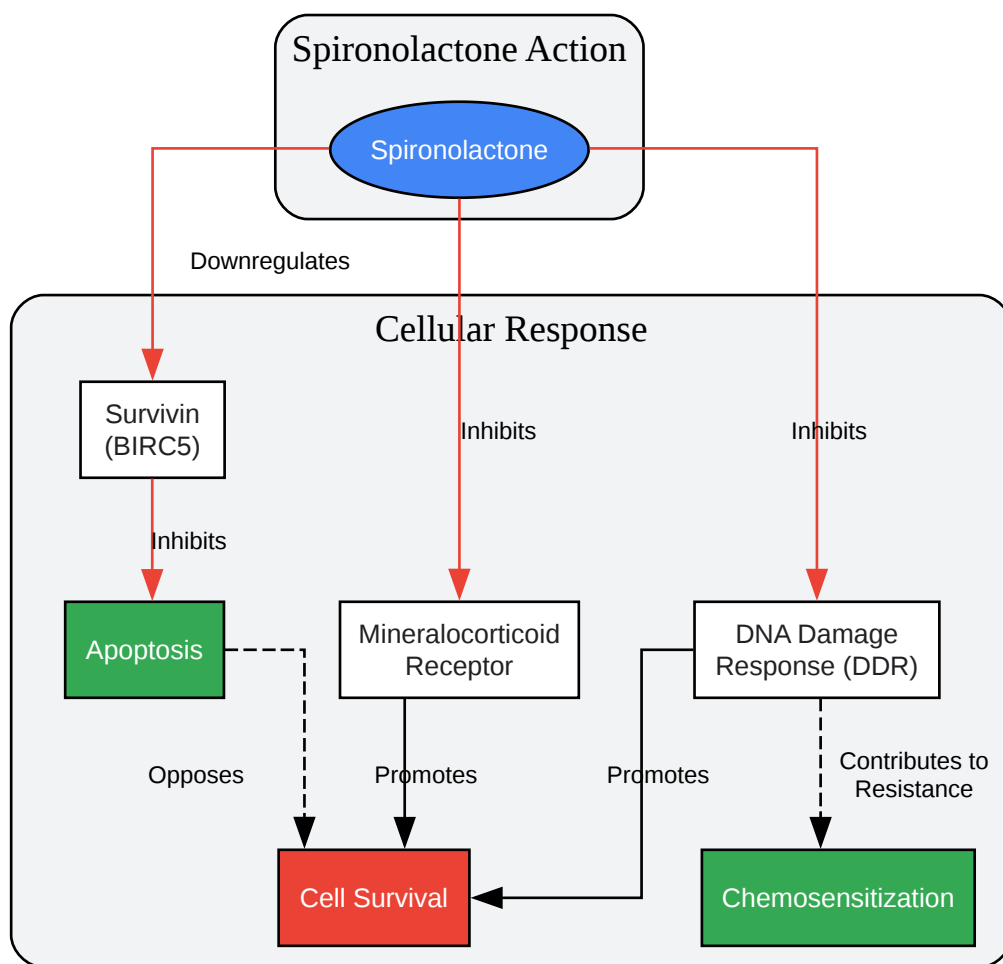 Spironolactone Action
Spironolactone
Downregulates
Cellular Response
Survivin
(BIRC5)
Inhibits
Inhibits
Inhibits
Apoptosis
Mineralocorticoid
Receptor
DNA Damage
Response (DDR)
Opposes
Promotes
Promotes
Contributes to
Resistance
Cell Survival
Chemosensitization